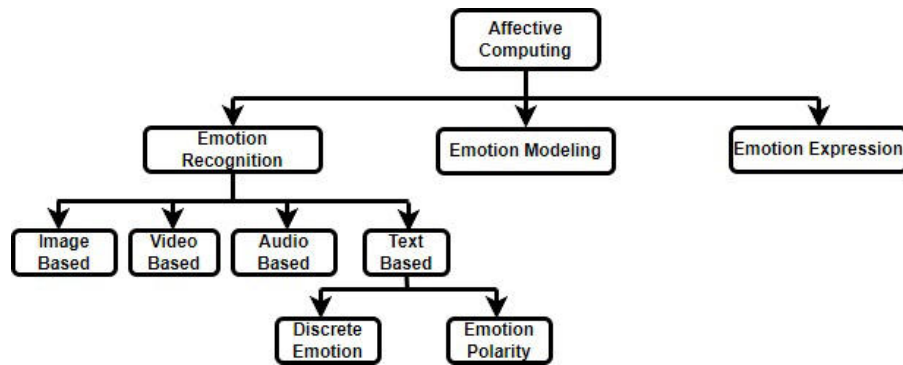 Affective
Computing
Emotion
Recognition
Emotion Modeling
Emotion Expression
Image
Based
Video
Based
Audio
Based
Text
Based
Discrete
Emotion
Emotion
Polarity